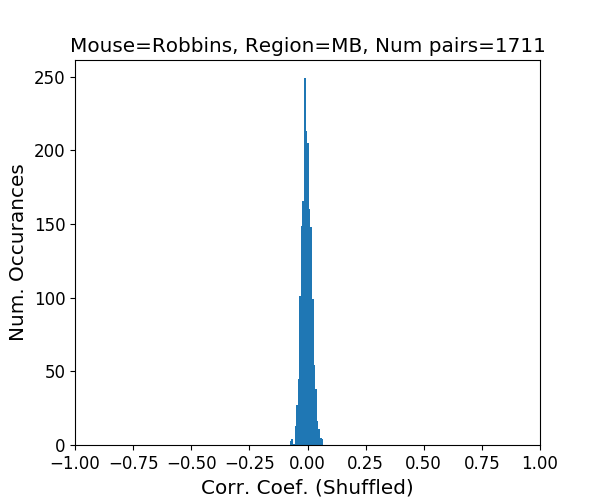 Mouse=Robbins, Region=MB, Num pairs=1711
Num. Occurances
250
200
150
100
50
0
−1.00 −0.75 −0.50 −0.25 0.00 0.25 0.50 0.75 1.00
Corr. Coef. (Shuffled)